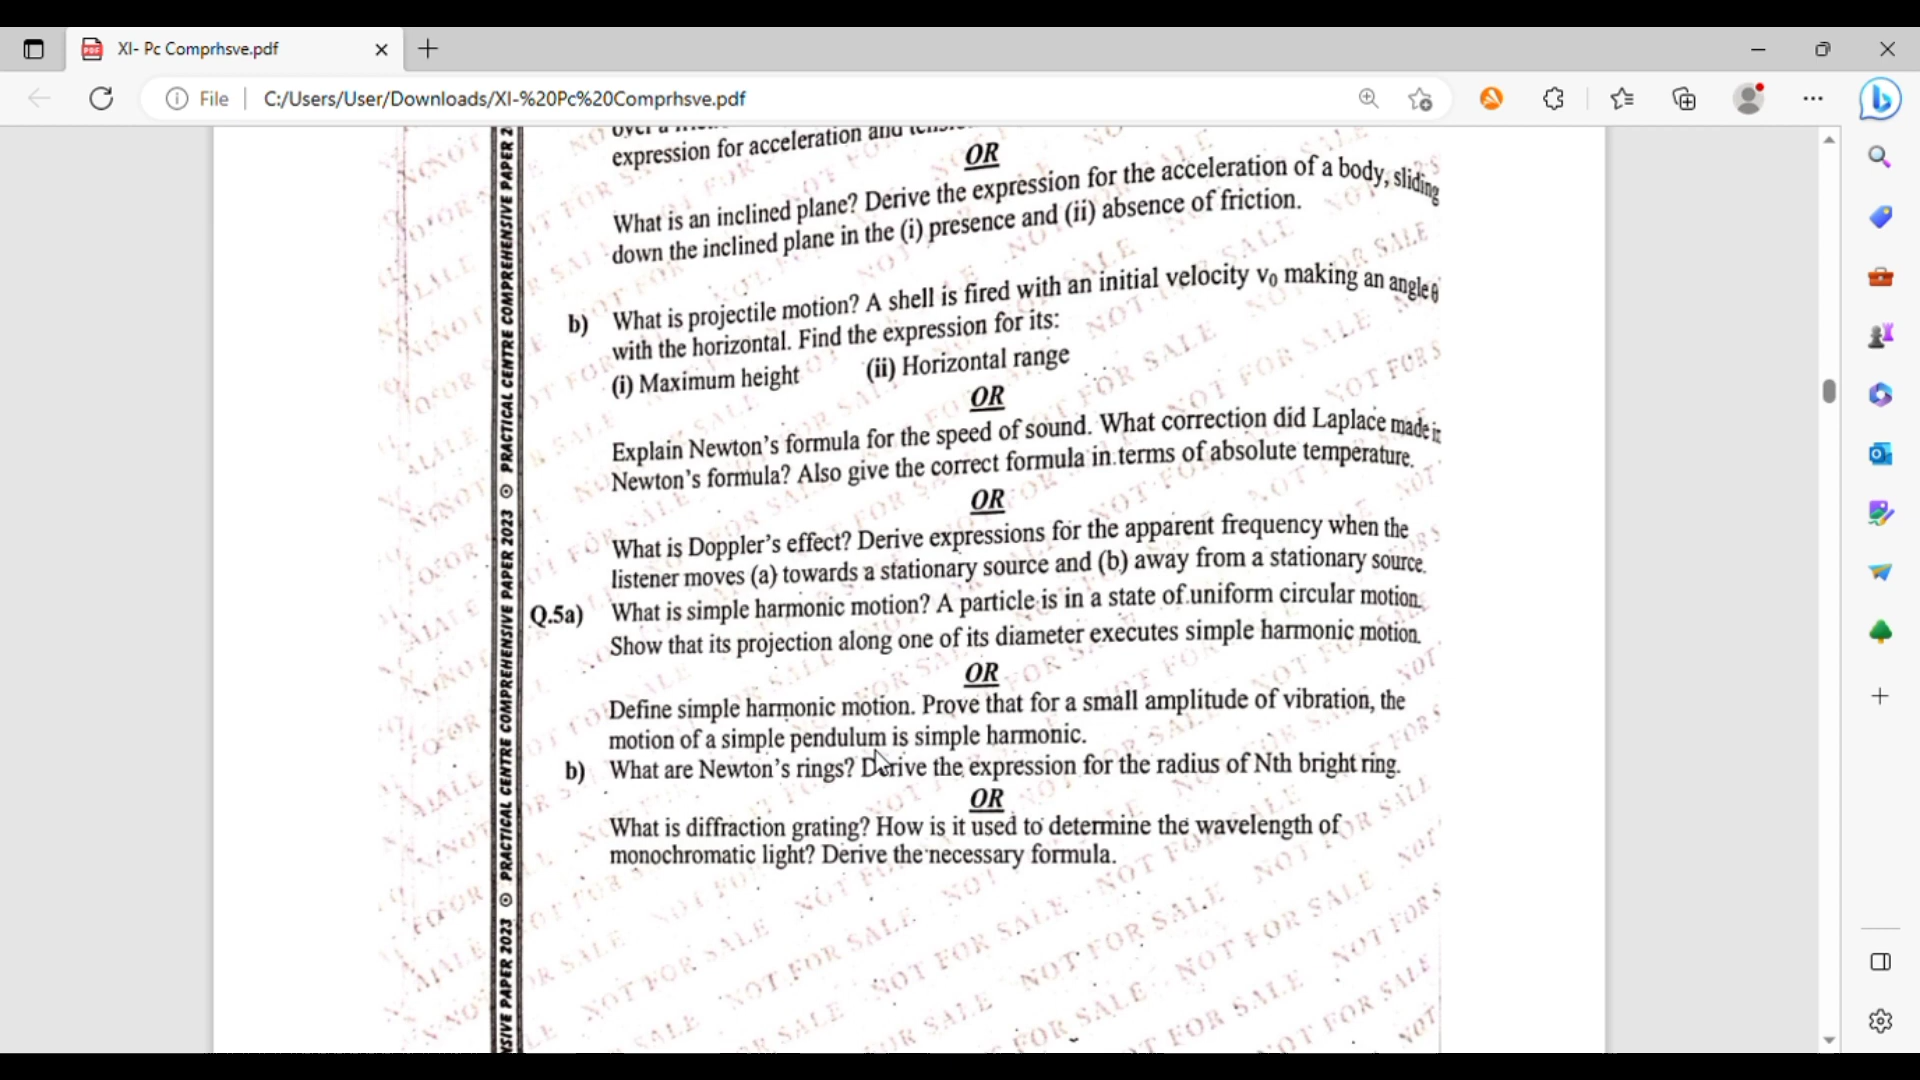 XI- Pc Comprhsve.pdf
File
C:/Users/User/Downloads/XI-%20Pc%20Comprhsve.pdf
expression for acceleration and
OR
What is an inclined plane? Derive the expression for the acceleration of a body, sliding
down the inclined plane in the (i) presence and (ii) absence of friction.
b) What is projectile motion? A shell is fired with an initial velocity v₀ making an angle θ
with the horizontal. Find the expression for its:
(i) Maximum height (ii) Horizontal range
OR
Explain Newton's formula for the speed of sound. What correction did Laplace made in
Newton's formula? Also give the correct formula in terms of absolute temperature.
OR
What is Doppler's effect? Derive expressions for the apparent frequency when the
listener moves (a) towards a stationary source and (b) away from a stationary source.
Q.5a) What is simple harmonic motion? A particle is in a state of uniform circular motion.
Show that its projection along one of its diameter executes simple harmonic motion.
OR
Define simple harmonic motion. Prove that for a small amplitude of vibration, the
motion of a simple pendulum is simple harmonic.
b) What are Newton's rings? Derive the expression for the radius of Nth bright ring.
OR
What is diffraction grating? How is it used to determine the wavelength of
monochromatic light? Derive the necessary formula.
PRACTICAL CENTRE COMPREHENSIVE PAPER 2
PRACTICAL CENTRE COMPREHENSIVE PAPER 2023
PAPER 2023
NOT FOR SALE